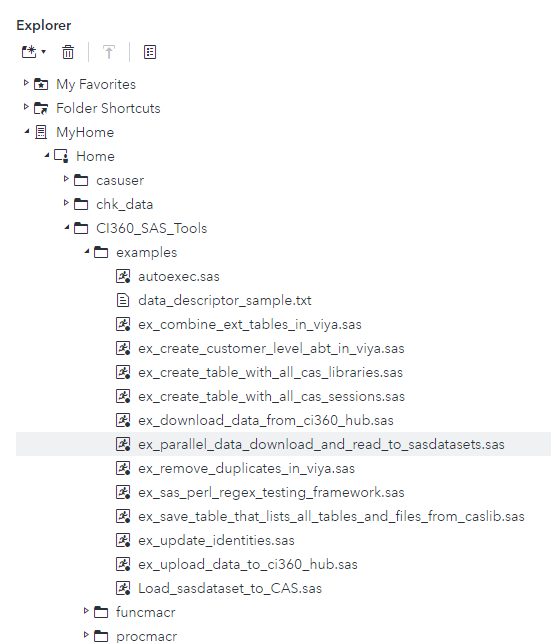 Explorer
My Favorites
Folder Shortcuts
MyHome
Home
casuser
chk_data
CI360_SAS_Tools
examples
autoexec.sas
data_descriptor_sample.txt
ex_combine_ext_tables_in_viya.sas
ex_create_customer_level_abt_in_viya.sas
ex_create_table_with_all_cas_libraries.sas
ex_create_table_with_all_cas_sessions.sas
ex_download_data_from_ci360_hub.sas
ex_parallel_data_download_and_read_to_sasdatasets.sas
ex_remove_duplicates_in_viya.sas
ex_sas_perl_regex_testing_framework.sas
ex_save_table_that_lists_all_tables_and_files_from_caslib.sas
ex_update_identities.sas
ex_upload_data_to_ci360_hub.sas
Load_sasdataset_to_CAS.sas
funcmacr
procmacr